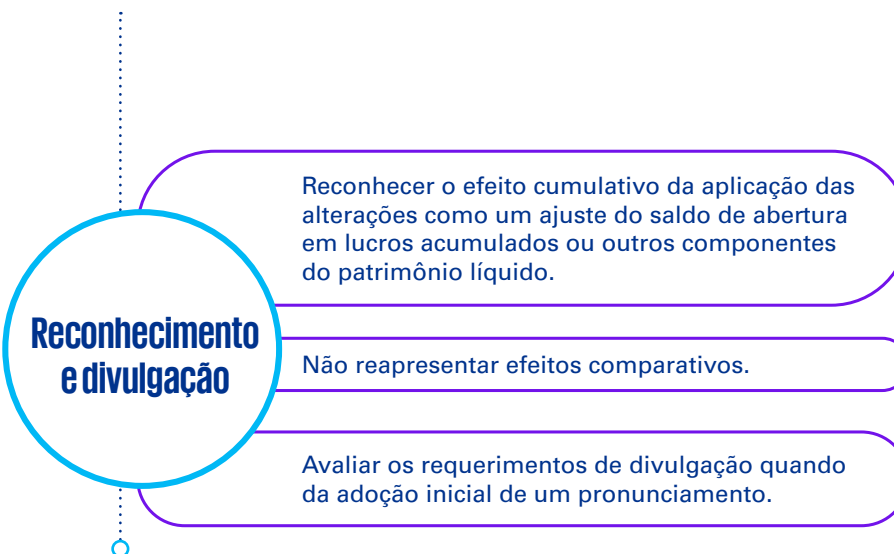 Reconhecimento
e divulgação
Reconhecer o efeito cumulativo da aplicação das
alterações como um ajuste do saldo de abertura
em lucros acumulados ou outros componentes
do patrimônio líquido.
Não reapresentar efeitos comparativos.
Avaliar os requerimentos de divulgação quando
da adoção inicial de um pronunciamento.